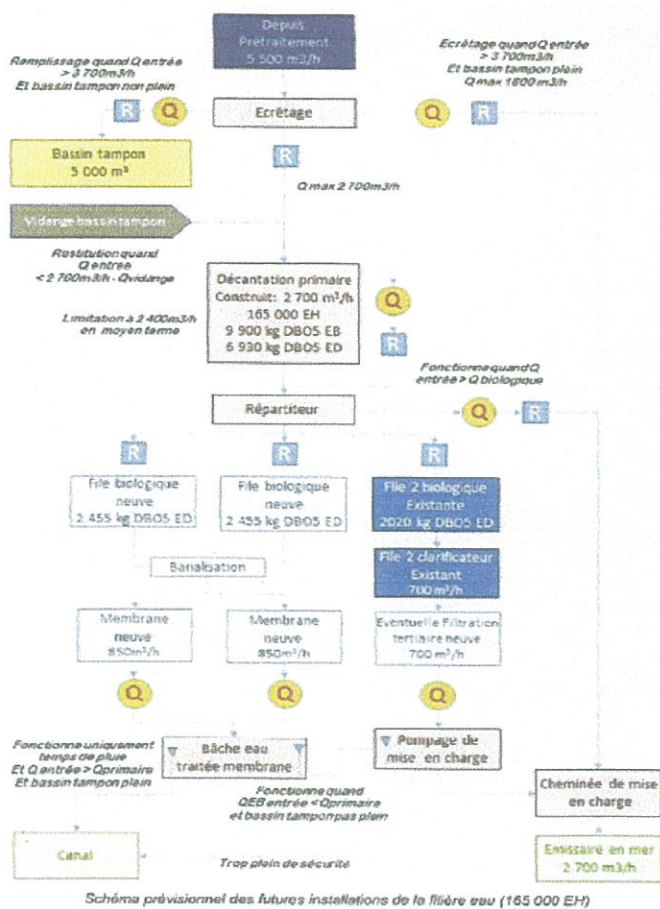 Depuis
Prétraitement
5 500 m3/h
Remplissage quand Q entrée
> 3 700m3/h
Et bassin tampon non plein
Ecrêtage quand Q entrée
> 3 700m3/h
Et bassin tampon plein
Q max 1800 m3/h
R
Q
Ecrêtage
Q
R
Bassin tampon
5 000 m³
R
Q max 2 700m3/h
Vidange bassin tampon
Restitution quand
Q entrée
< 2 700m3/h - Qvidange
Décantation primaire
Construit: 2 700 m³/h
165 000 EH
9 900 kg DBO5 EB
6 930 kg DBO5 ED
Q
R
Limitation à 2 400m3/h
en moyen terme
Fonctionne quand Q
entrée > Q biologique
Répartiteur
Q
R
R
R
R
File biologique
neuve
2 455 kg DBO5 ED
File biologique
neuve
2 455 kg DBO5 ED
File 2 biologique
Existante
2020 kg DBO5 ED
Banalisation
File 2 clarificateur
Existant
700 m³/h
Membrane
neuve
850m³/h
Membrane
neuve
850m³/h
Eventuelle Filtration
tertiaire neuve
700 m³/h
Q
Q
Q
Fonctionne uniquement
temps de pluie
Et Q entrée > Qprimaire
Et bassin tampon plein
Bâche eau
traitée membrane
Pompage de
mise en charge
Fonctionne quand
QEB entrée < Qprimaire
et bassin tampon pas plein
Cheminée de mise
en charge
Canal
Trop plein de sécurité
Emissaire en mer
2 700 m3/h
Schéma prévisionnel des futures installations de la filière eau (165 000 EH)